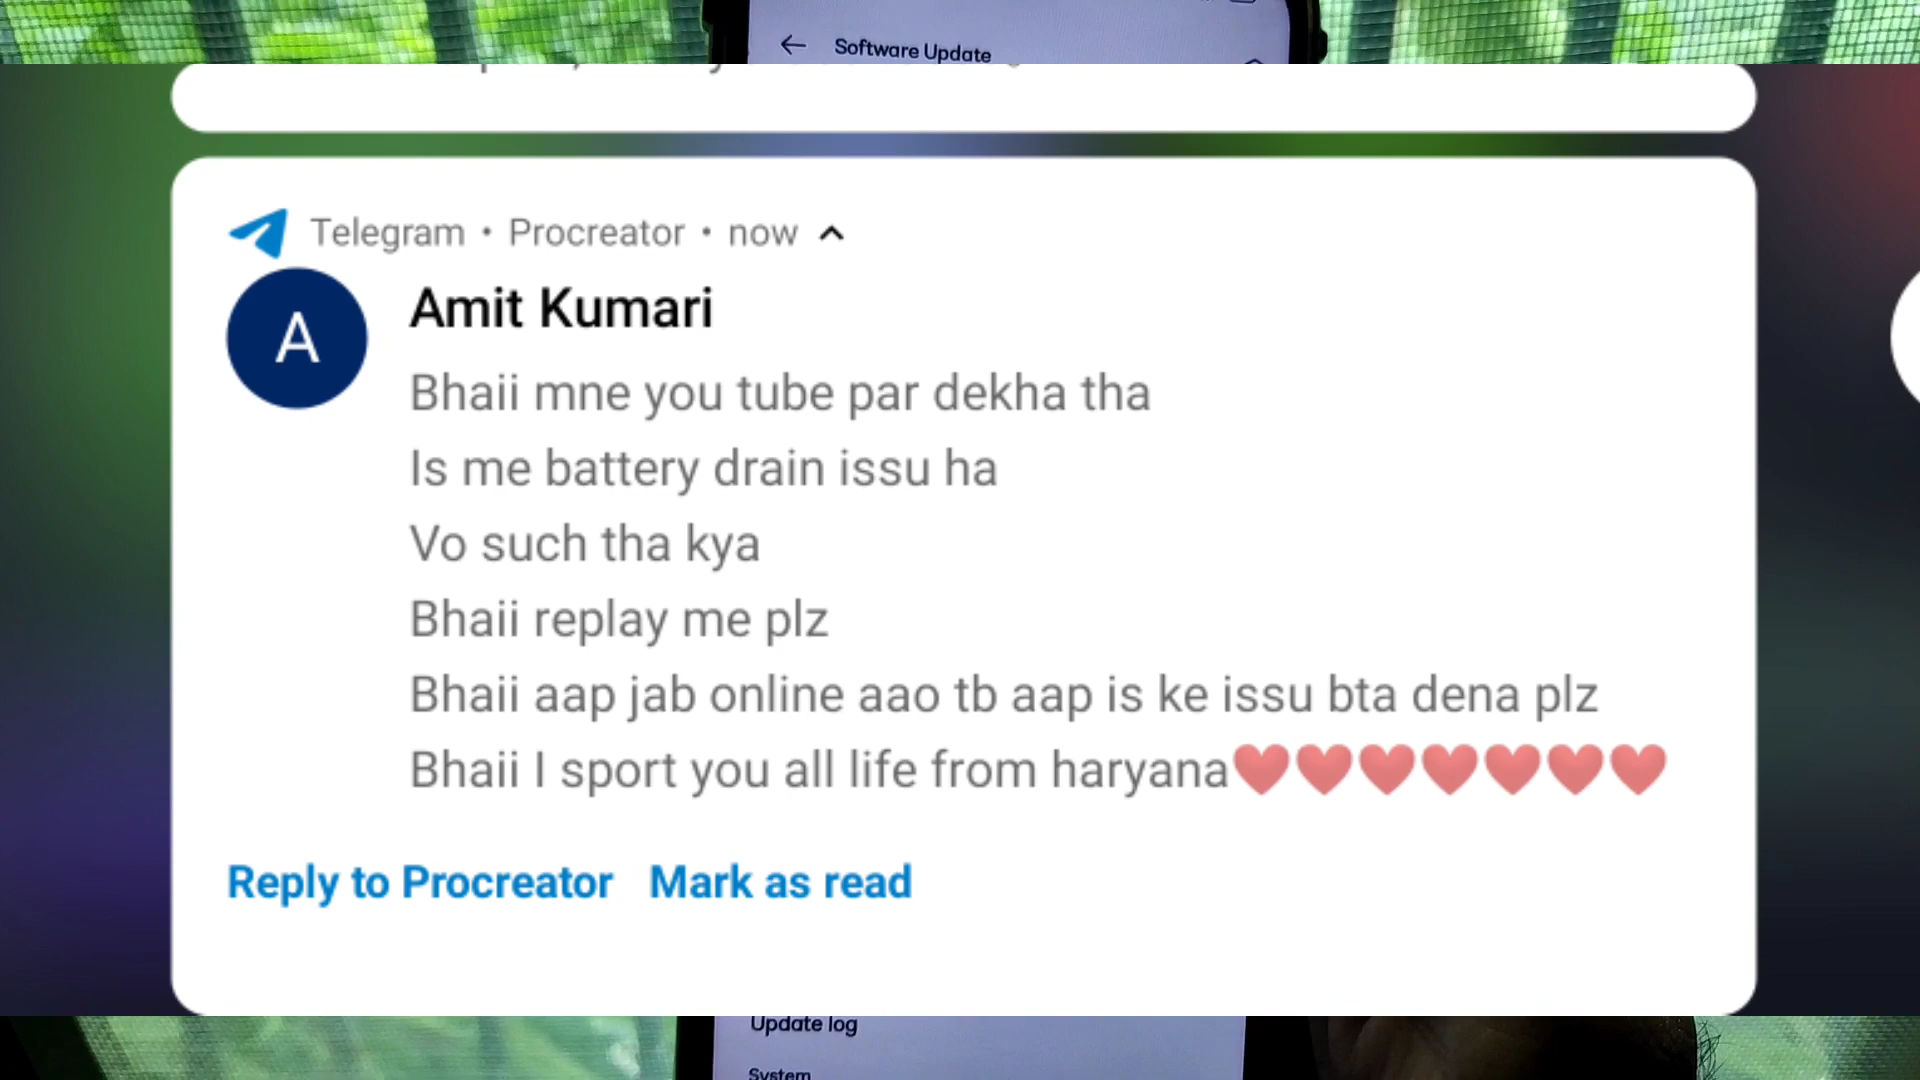 Software Update
Telegram • Procreator • now
A
Amit Kumari
Bhaii mne you tube par dekha tha
Is me battery drain issu ha
Vo such tha kya
Bhaii replay me plz
Bhaii aap jab online aao tb aap is ke issu bta dena plz
Bhaii I sport you all life from haryana❤❤❤❤❤❤❤
Reply to Procreator Mark as read
Update log
System